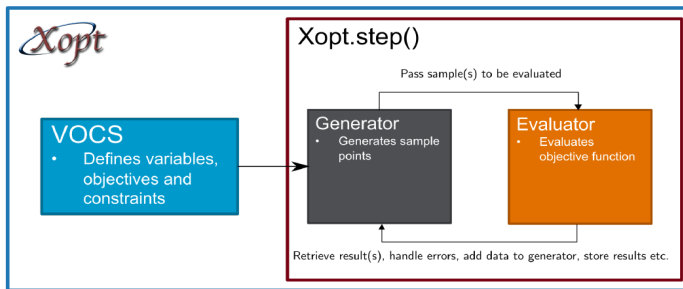 Xopt
Xopt.step()
Pass sample(s) to be evaluated
VOCS
• Defines variables,
objectives and
constraints
Generator
• Generates sample
points
Evaluator
• Evaluates
objective function
Retrieve result(s), handle errors, add data to generator, store results etc.